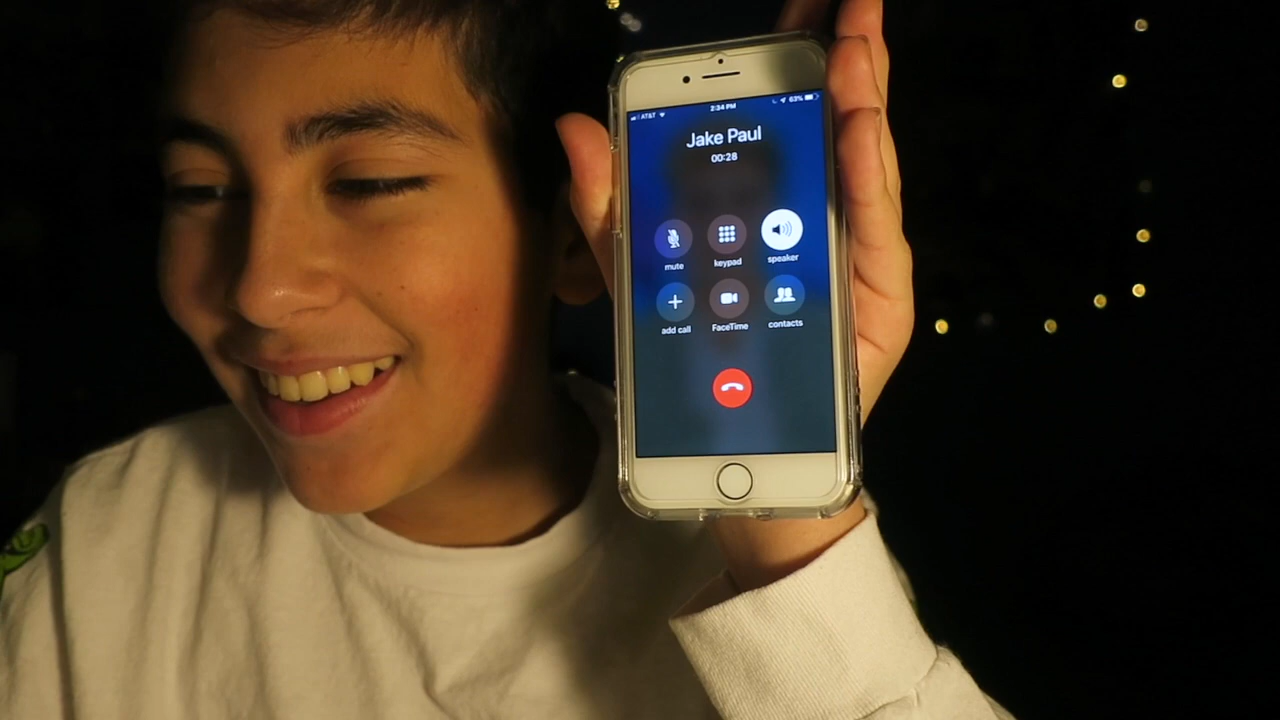 AT&T 2:34 PM 63%
Jake Paul
00:28
mute keypad speaker
add call FaceTime contacts